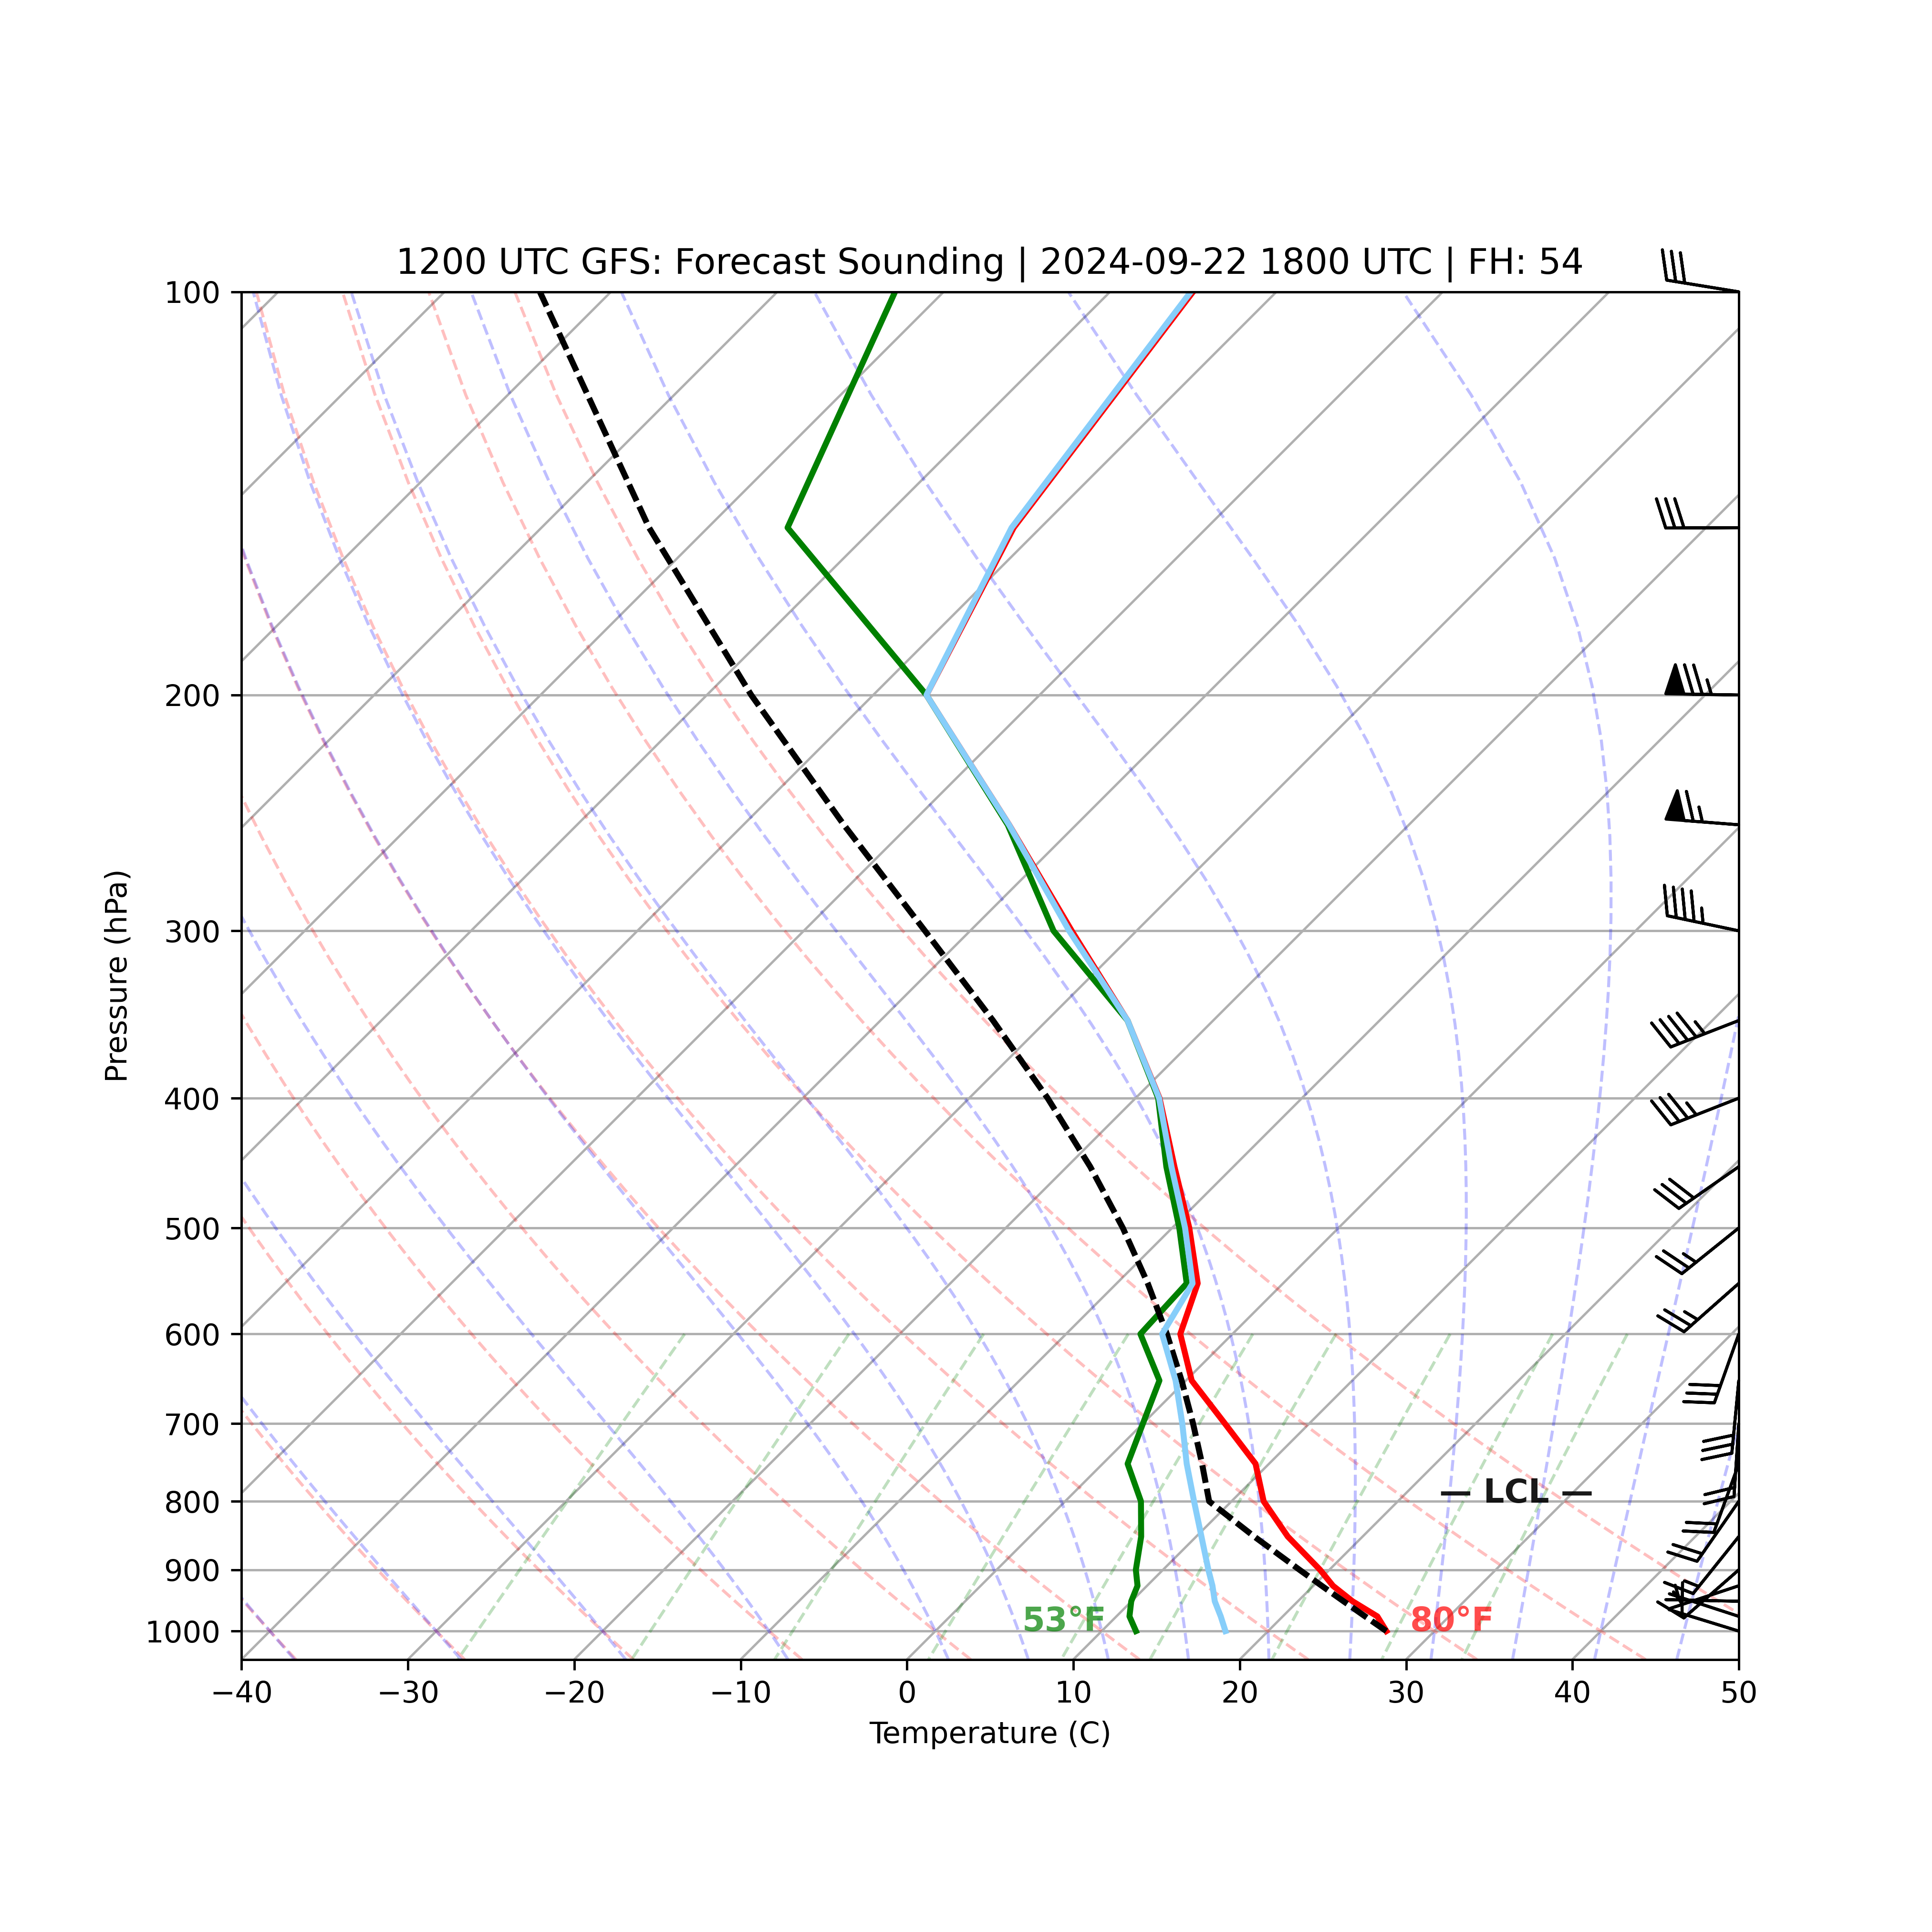 1200 UTC GFS: Forecast Sounding | 2024-09-22 1800 UTC | FH: 54
100
200
300
400
500
600
700
800
900
1000
Pressure (hPa)
— LCL —
53°F
80°F
−40 −30 −20 −10 0 10 20 30 40 50
Temperature (C)